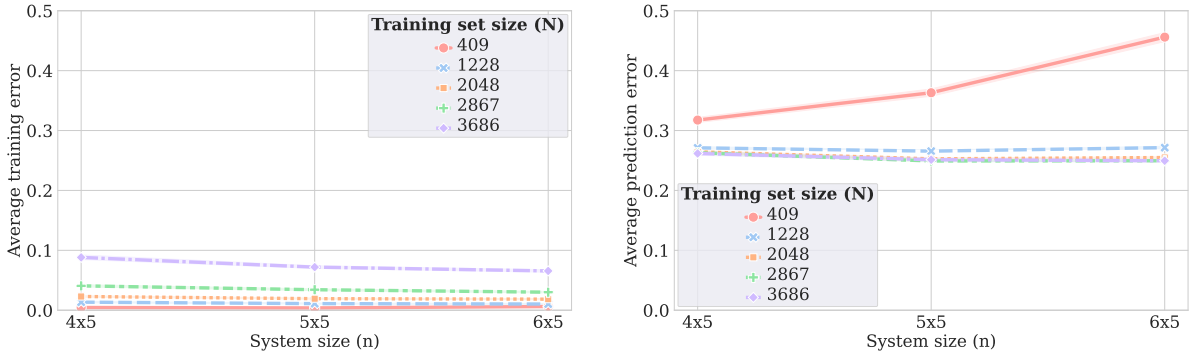 0.5
0.4
0.3
0.2
0.1
0.0
Average training error
Training set size (N)
409
1228
2048
2867
3686
4x5 5x5 6x5
System size (n)
0.5
0.4
0.3
0.2
0.1
0.0
Average prediction error
Training set size (N)
409
1228
2048
2867
3686
4x5 5x5 6x5
System size (n)